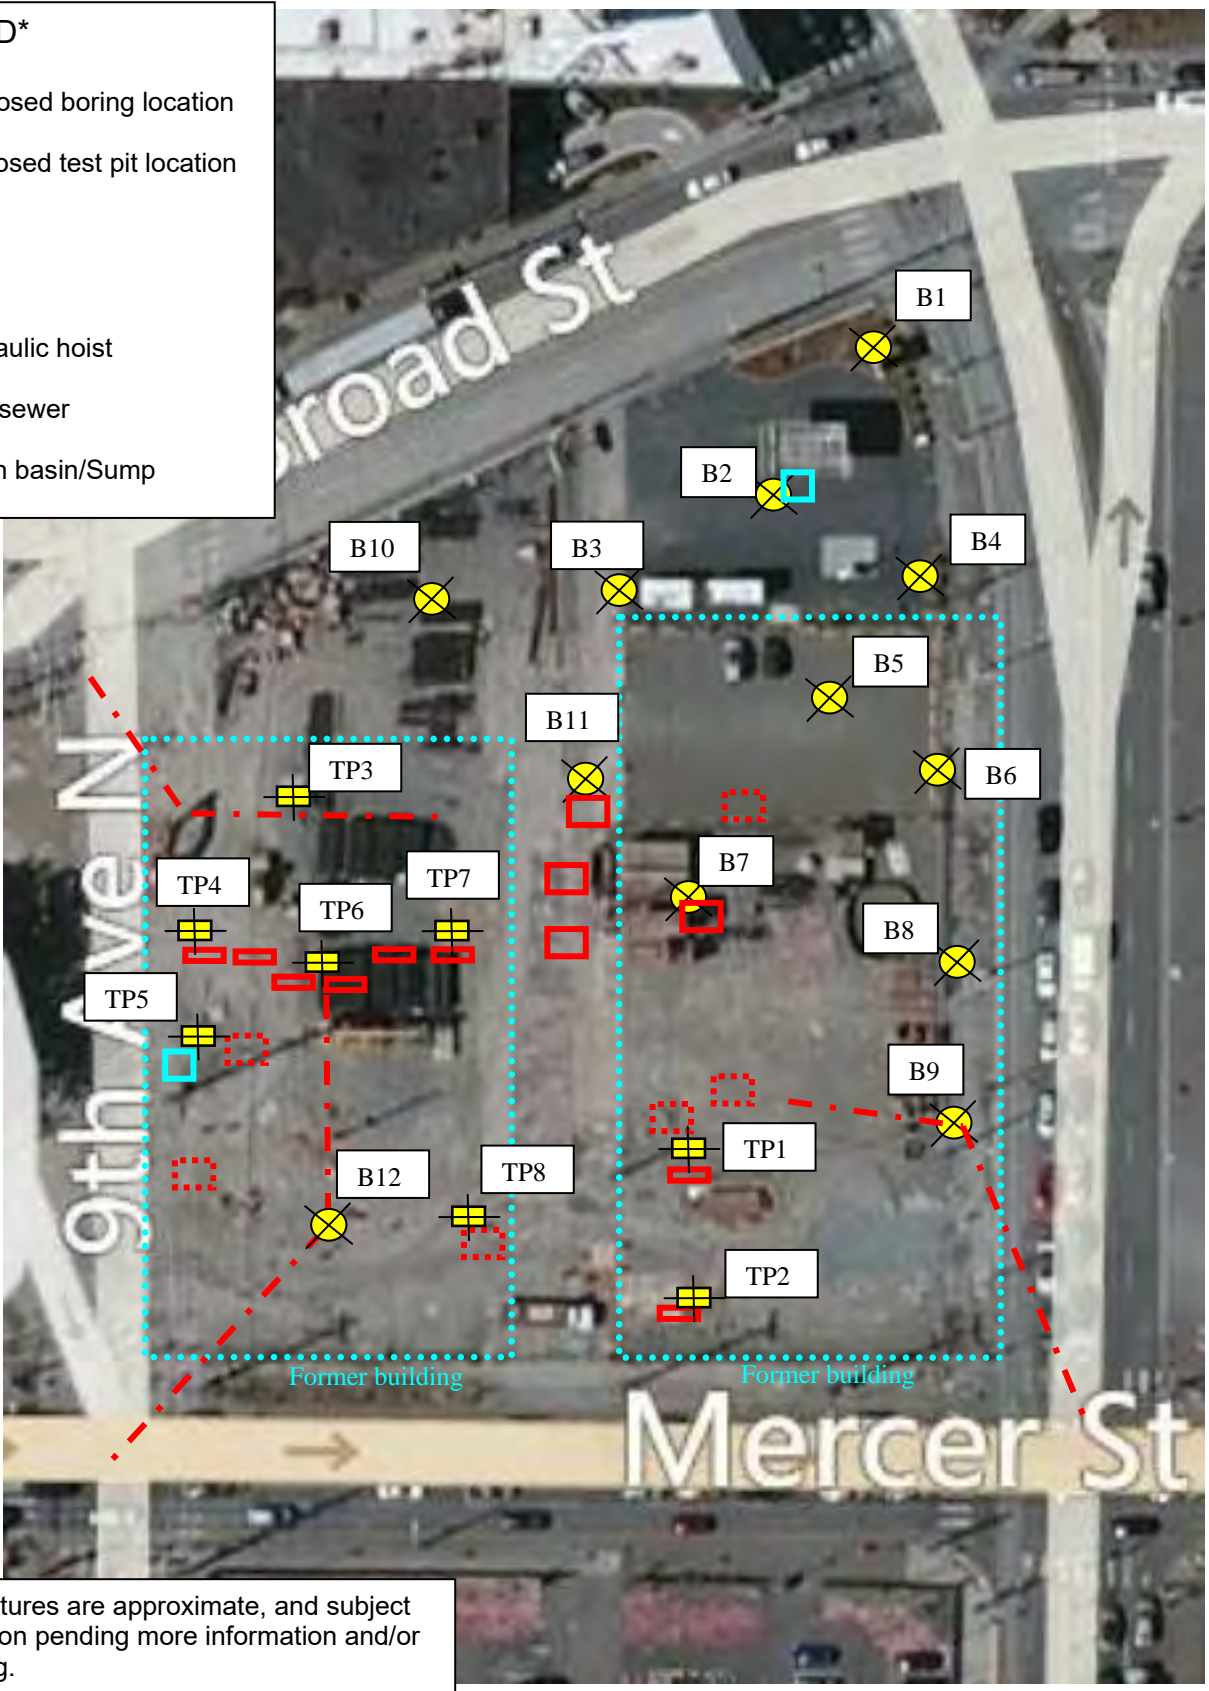 D*
osed boring location
osed test pit location
aulic hoist
sewer
n basin/Sump
Broad St
B1
B2
B10
B3
B4
B5
B11
B6
TP3
B7
TP4
TP7
TP6
B8
TP5
B9
TP1
B12
TP8
TP2
9th Ave N
Former building
Former building
Mercer St
tures are approximate, and subject
on pending more information and/or
g.